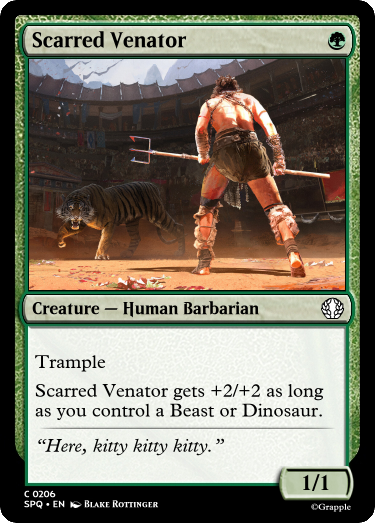 Scarred Venator
Creature — Human Barbarian
Trample
Scarred Venator gets +2/+2 as long
as you control a Beast or Dinosaur.
“Here, kitty kitty kitty.”
1/1
C 0206
SPQ • EN Blake Rottinger
©Grapple